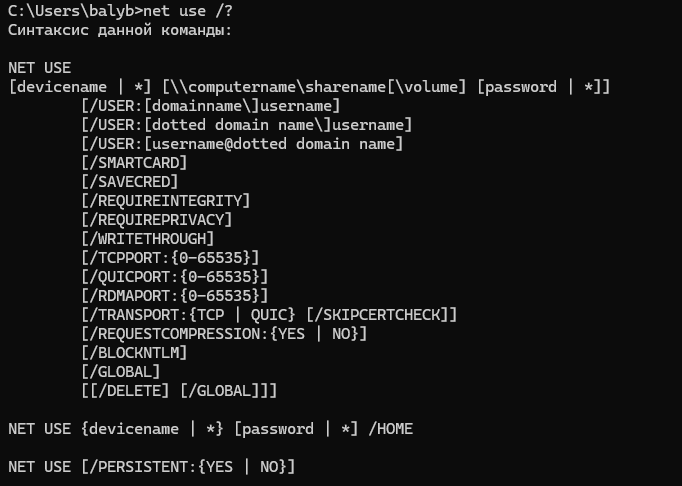 C:\Users\balyb>net use /?
Синтаксис данной команды:

NET USE
[devicename | *] [\\computername\sharename[\volume] [password | *]]
        [/USER:[domainname\]username]
        [/USER:[dotted domain name\]username]
        [/USER:[username@dotted domain name]
        [/SMARTCARD]
        [/SAVECRED]
        [/REQUIREINTEGRITY]
        [/REQUIREPRIVACY]
        [/WRITETHROUGH]
        [/TCPPORT:{0-65535}]
        [/QUICPORT:{0-65535}]
        [/RDMAPORT:{0-65535}]
        [/TRANSPORT:{TCP | QUIC} [/SKIPCERTCHECK]]
        [/REQUESTCOMPRESSION:{YES | NO}]
        [/BLOCKNTLM]
        [/GLOBAL]
        [[/DELETE] [/GLOBAL]]]

NET USE {devicename | *} [password | *] /HOME

NET USE [/PERSISTENT:{YES | NO}]